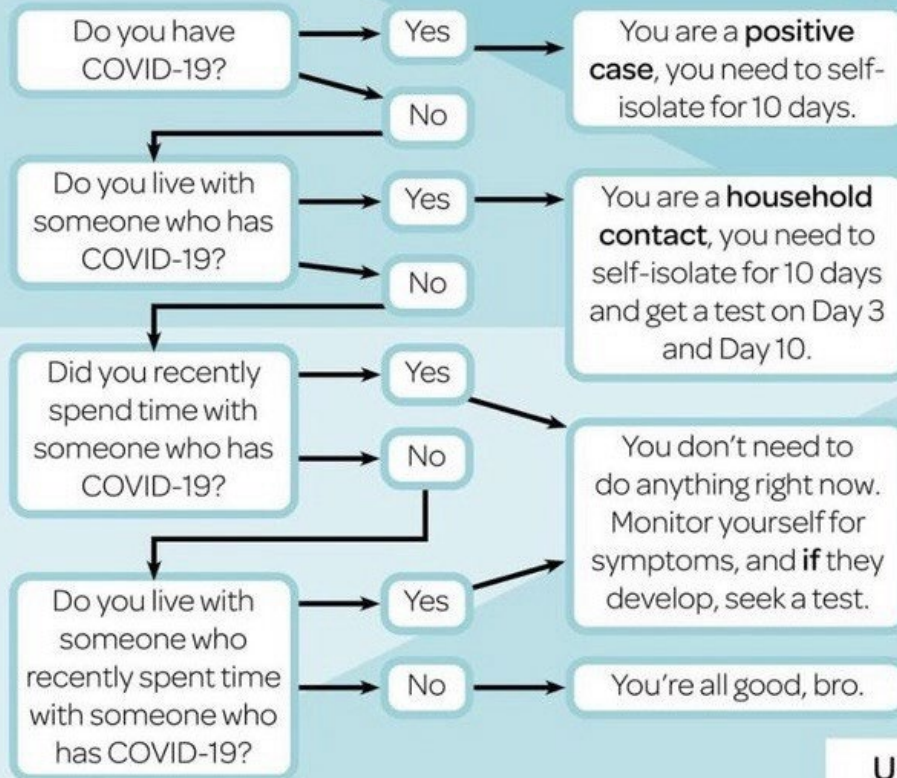 Do you have
COVID-19?
Yes
You are a positive
case, you need to self-
isolate for 10 days.
No
Do you live with
someone who has
COVID-19?
Yes
You are a household
contact, you need to
self-isolate for 10 days
and get a test on Day 3
and Day 10.
No
Did you recently
spend time with
someone who has
COVID-19?
Yes
No
You don't need to
do anything right now.
Monitor yourself for
symptoms, and if they
develop, seek a test.
Do you live with
someone who
recently spent time
with someone who
has COVID-19?
Yes
No
You're all good, bro.
U